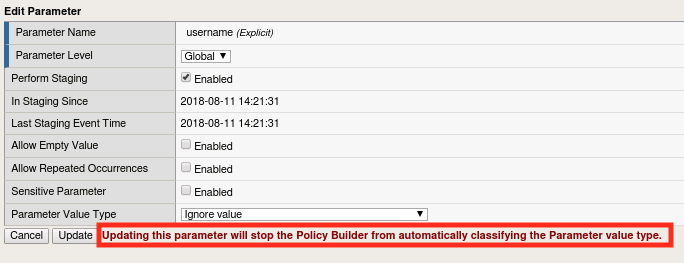 Edit Parameter
Parameter Name username (Explicit)
Parameter Level Global
Perform Staging Enabled
In Staging Since 2018-08-11 14:21:31
Last Staging Event Time 2018-08-11 14:21:31
Allow Empty Value Enabled
Allow Repeated Occurrences Enabled
Sensitive Parameter Enabled
Parameter Value Type Ignore value
Cancel Update Updating this parameter will stop the Policy Builder from automatically classifying the Parameter value type.